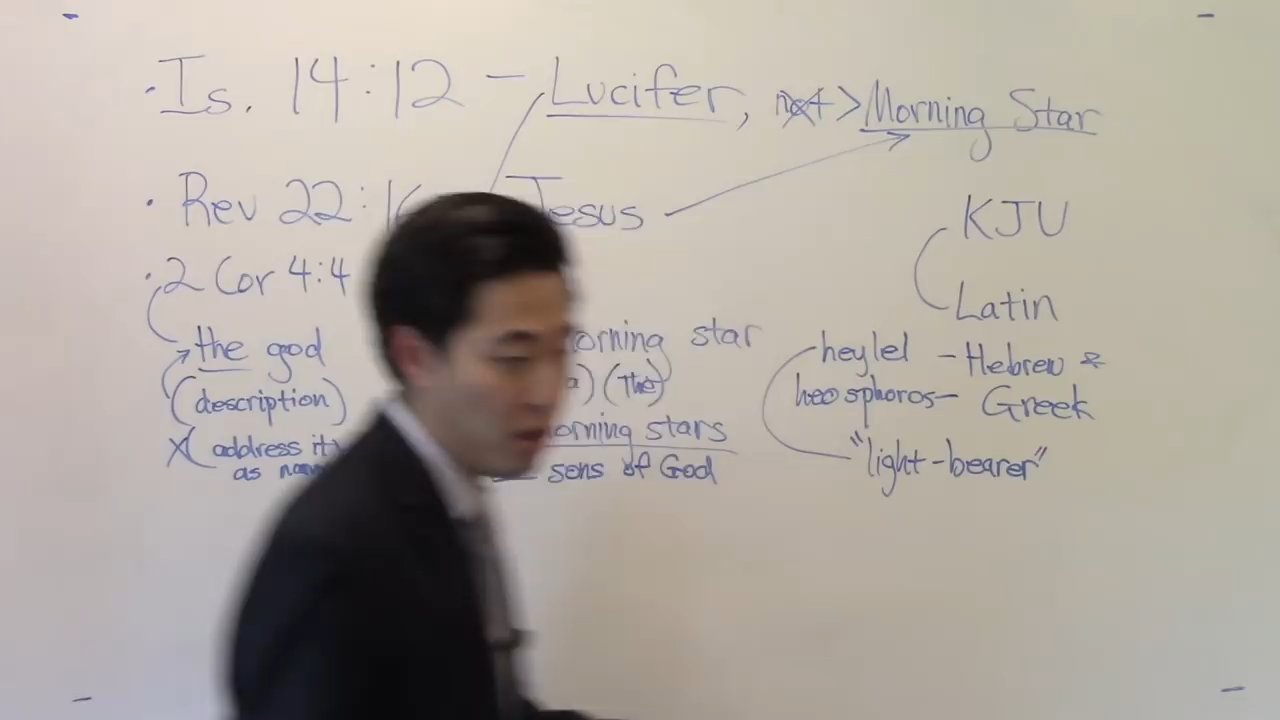 • Is. 14:12 – Lucifer, not > Morning Star
• Rev 22:16 Jesus
• 2 Cor 4:4
the god
(description)
X address it
as
orning star
a) (the)
orning stars
sons of God
KJV
Latin
heylel – Hebrew &
heosphoros – Greek
"light-bearer"